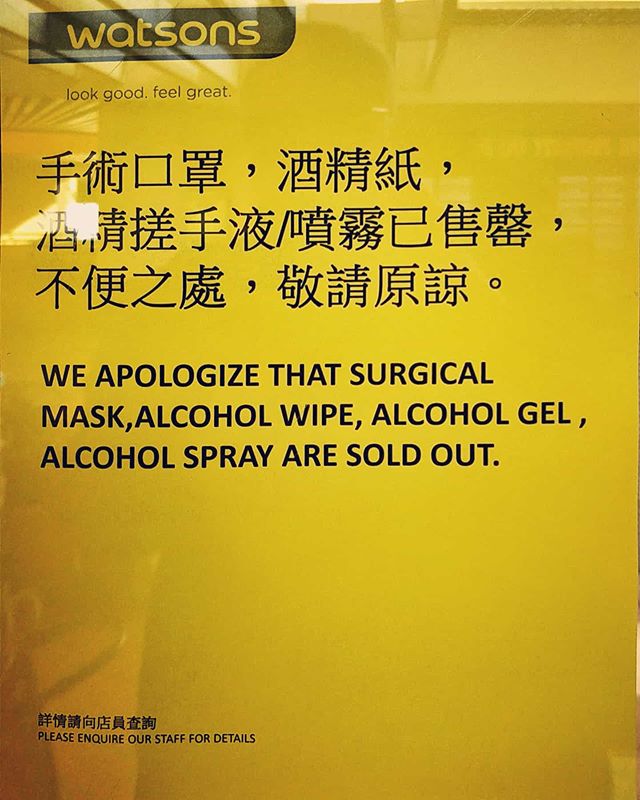 watsons
look good. feel great.
手術口罩，酒精紙，
酒精搓手液/噴霧已售罄，
不便之處，敬請原諒。
WE APOLOGIZE THAT SURGICAL
MASK,ALCOHOL WIPE, ALCOHOL GEL ,
ALCOHOL SPRAY ARE SOLD OUT.
詳情請向店員查詢
PLEASE ENQUIRE OUR STAFF FOR DETAILS